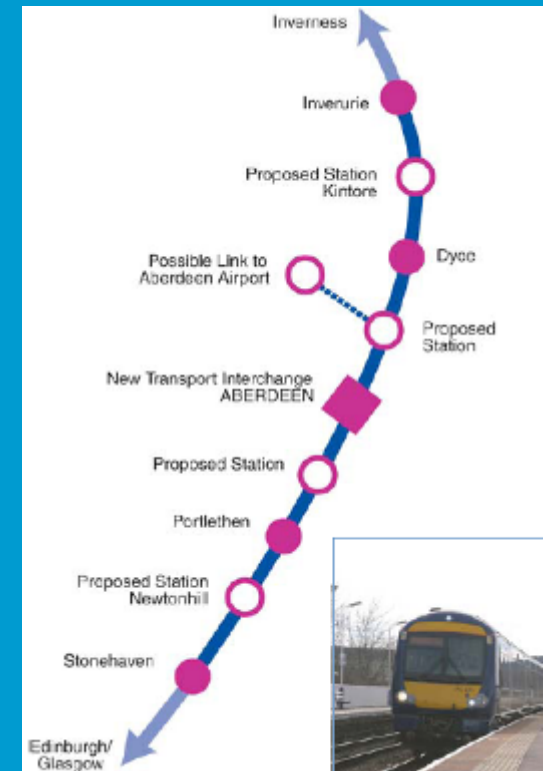 Inverness
Inverurie
Proposed Station
Kintore
Dyce
Possible Link to
Aberdeen Airport
Proposed
Station
New Transport Interchange
ABERDEEN
Proposed Station
Portlethen
Proposed Station
Newtonhill
Stonehaven
Edinburgh/
Glasgow